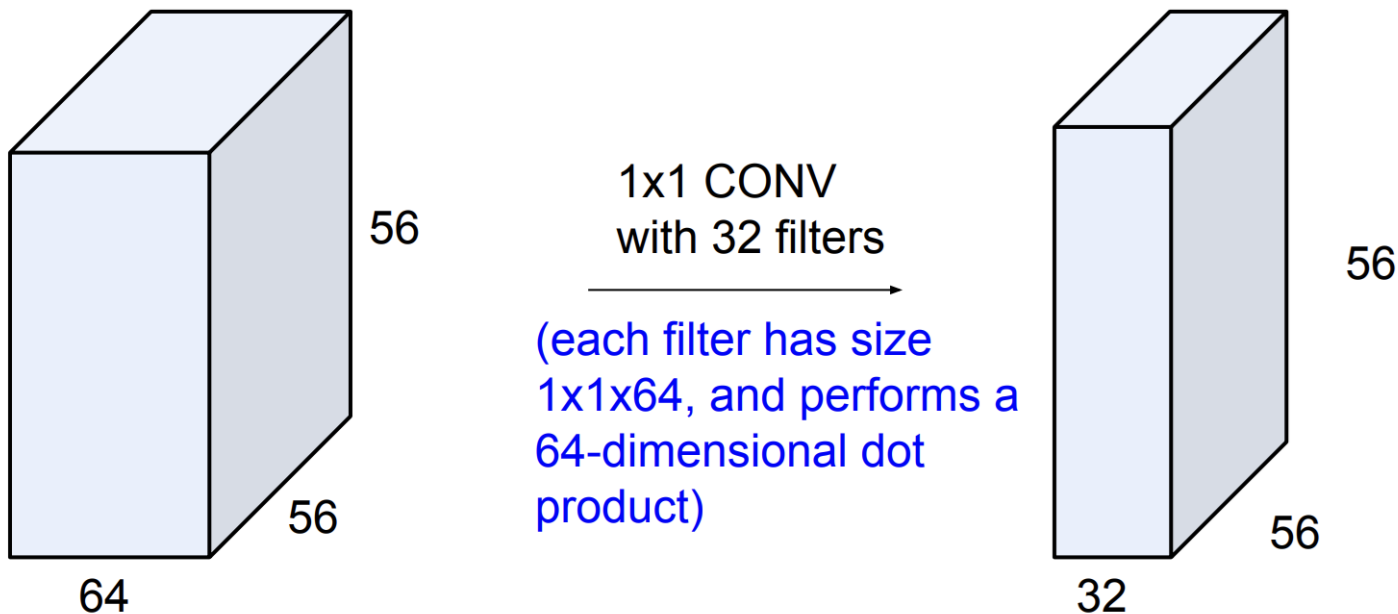 56
56
64
1x1 CONV
with 32 filters
(each filter has size
1x1x64, and performs a
64-dimensional dot
product)
56
56
32